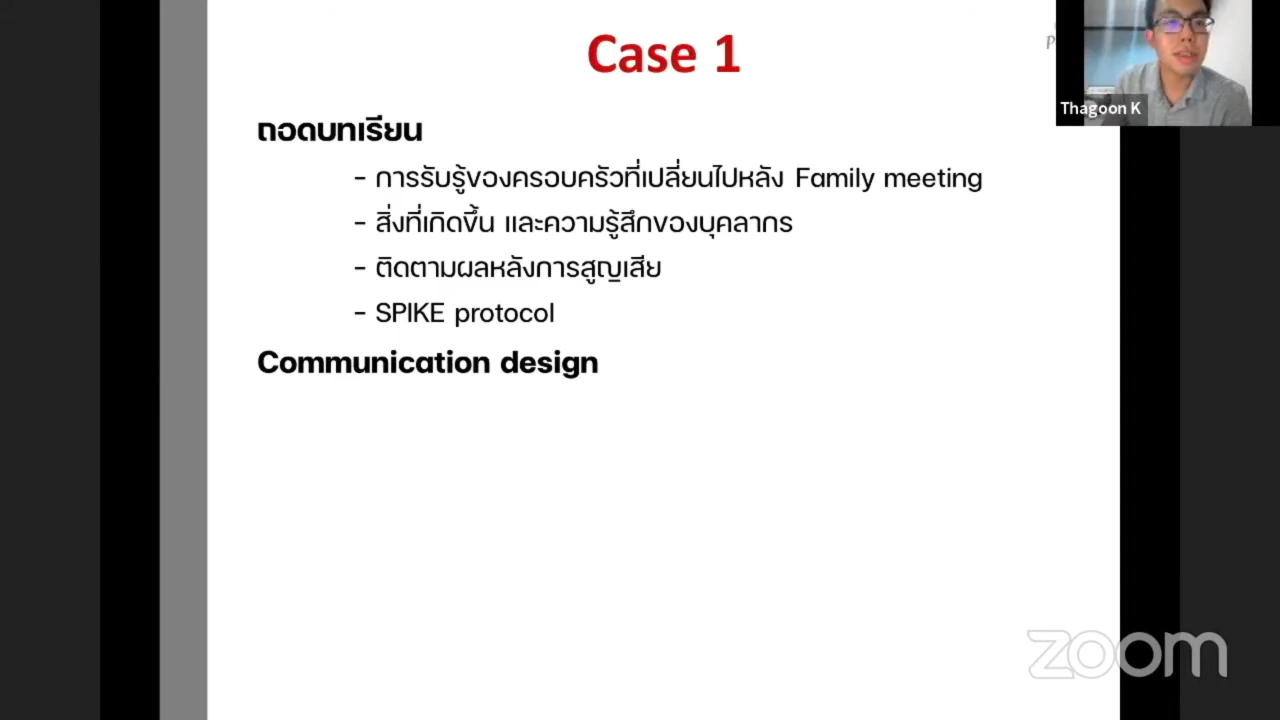 Case 1
Thagoon K
ถอดบทเรียน
- การรับรู้ของครอบครัวที่เปลี่ยนไปหลัง Family meeting
- สิ่งที่เกิดขึ้น และความรู้สึกของบุคลากร
- ติดตามผลหลังการสูญเสีย
- SPIKE protocol
Communication design
zoom